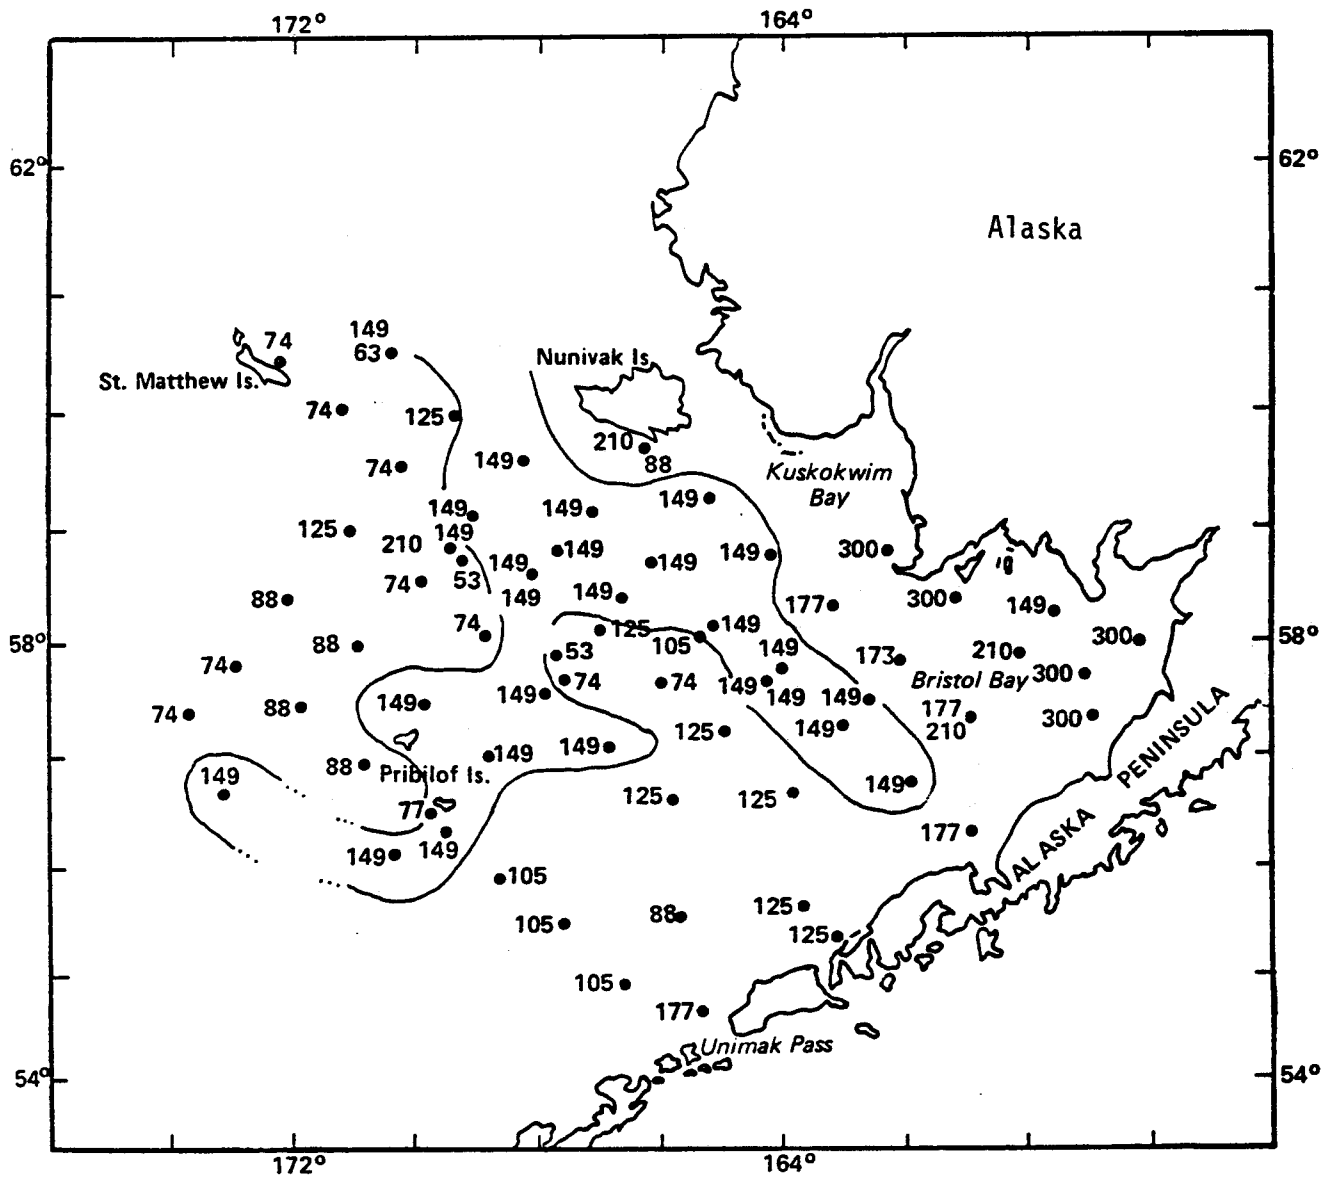 172° 164°
62° 62°
Alaska
74 149
63
Nunivak Is.
St. Matthew Is.
74 125
210
88
74 149
Kuskokwim
Bay
149 149 149
125 149
210 149 149 300
53 149 149
74 149
88 149 177 300 149
74 125 149 300
88 105 149 58°
58° 53 173 210
74 74 74 149 149 149 Bristol Bay 300
149 149 177
74 88 149 125 149 210 300
149 149
88 Pribilof Is. 149 PENINSULA
149 125 125
77 177
149 149 ALASKA
105
105 88 125
125
105
177
Unimak Pass
54° 54°
172° 164°